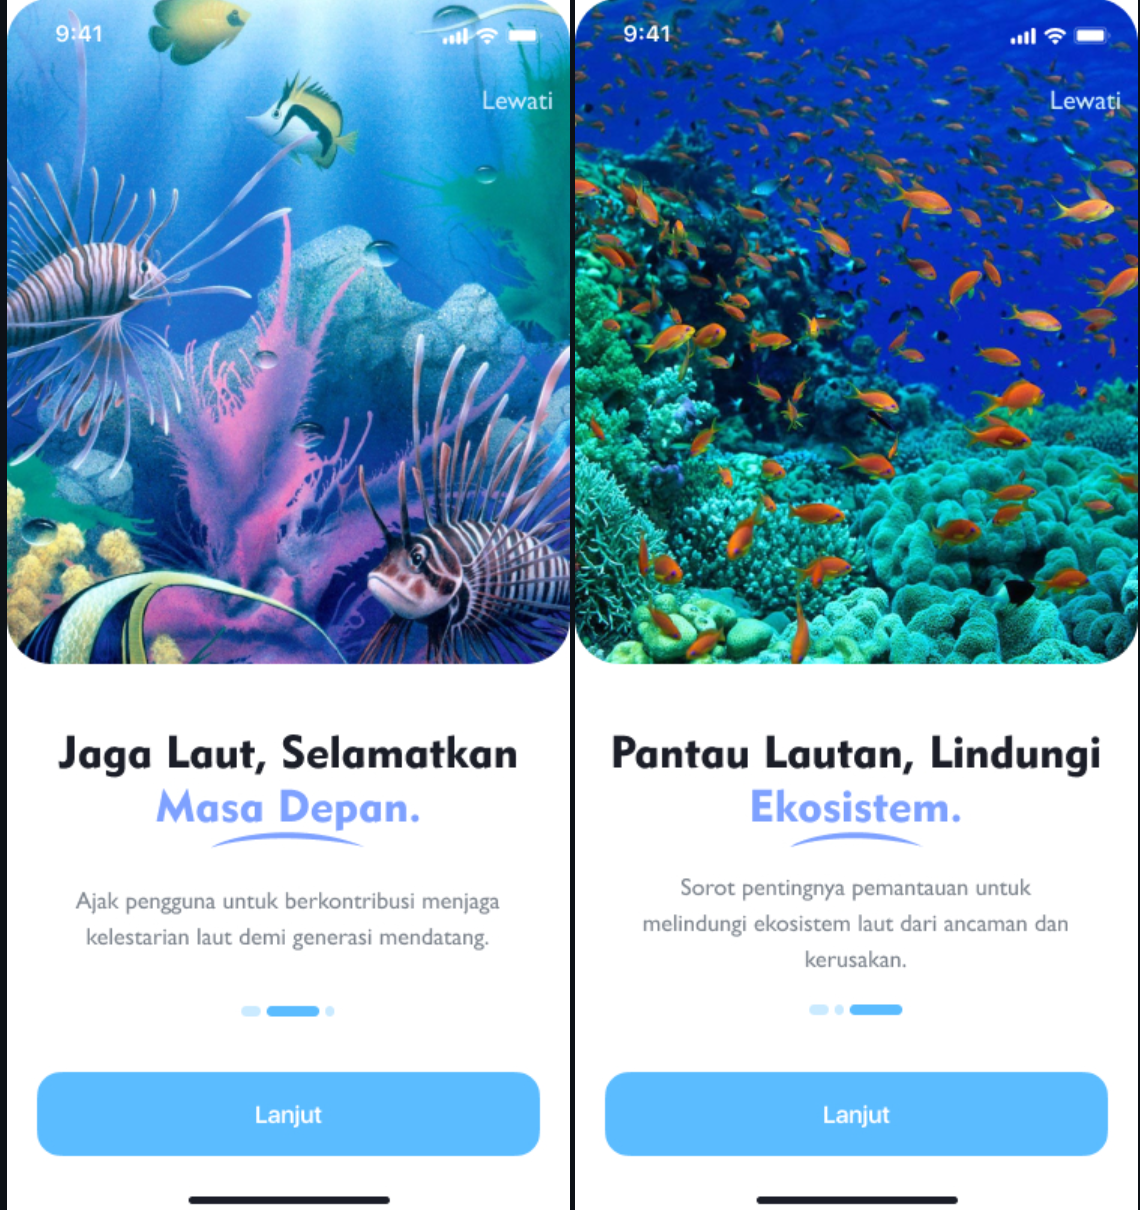 9:41
Lewati
Jaga Laut, Selamatkan
Masa Depan.
Ajak pengguna untuk berkontribusi menjaga
kelestarian laut demi generasi mendatang.
Lanjut
9:41
Lewati
Pantau Lautan, Lindungi
Ekosistem.
Sorot pentingnya pemantauan untuk
melindungi ekosistem laut dari ancaman dan
kerusakan.
Lanjut